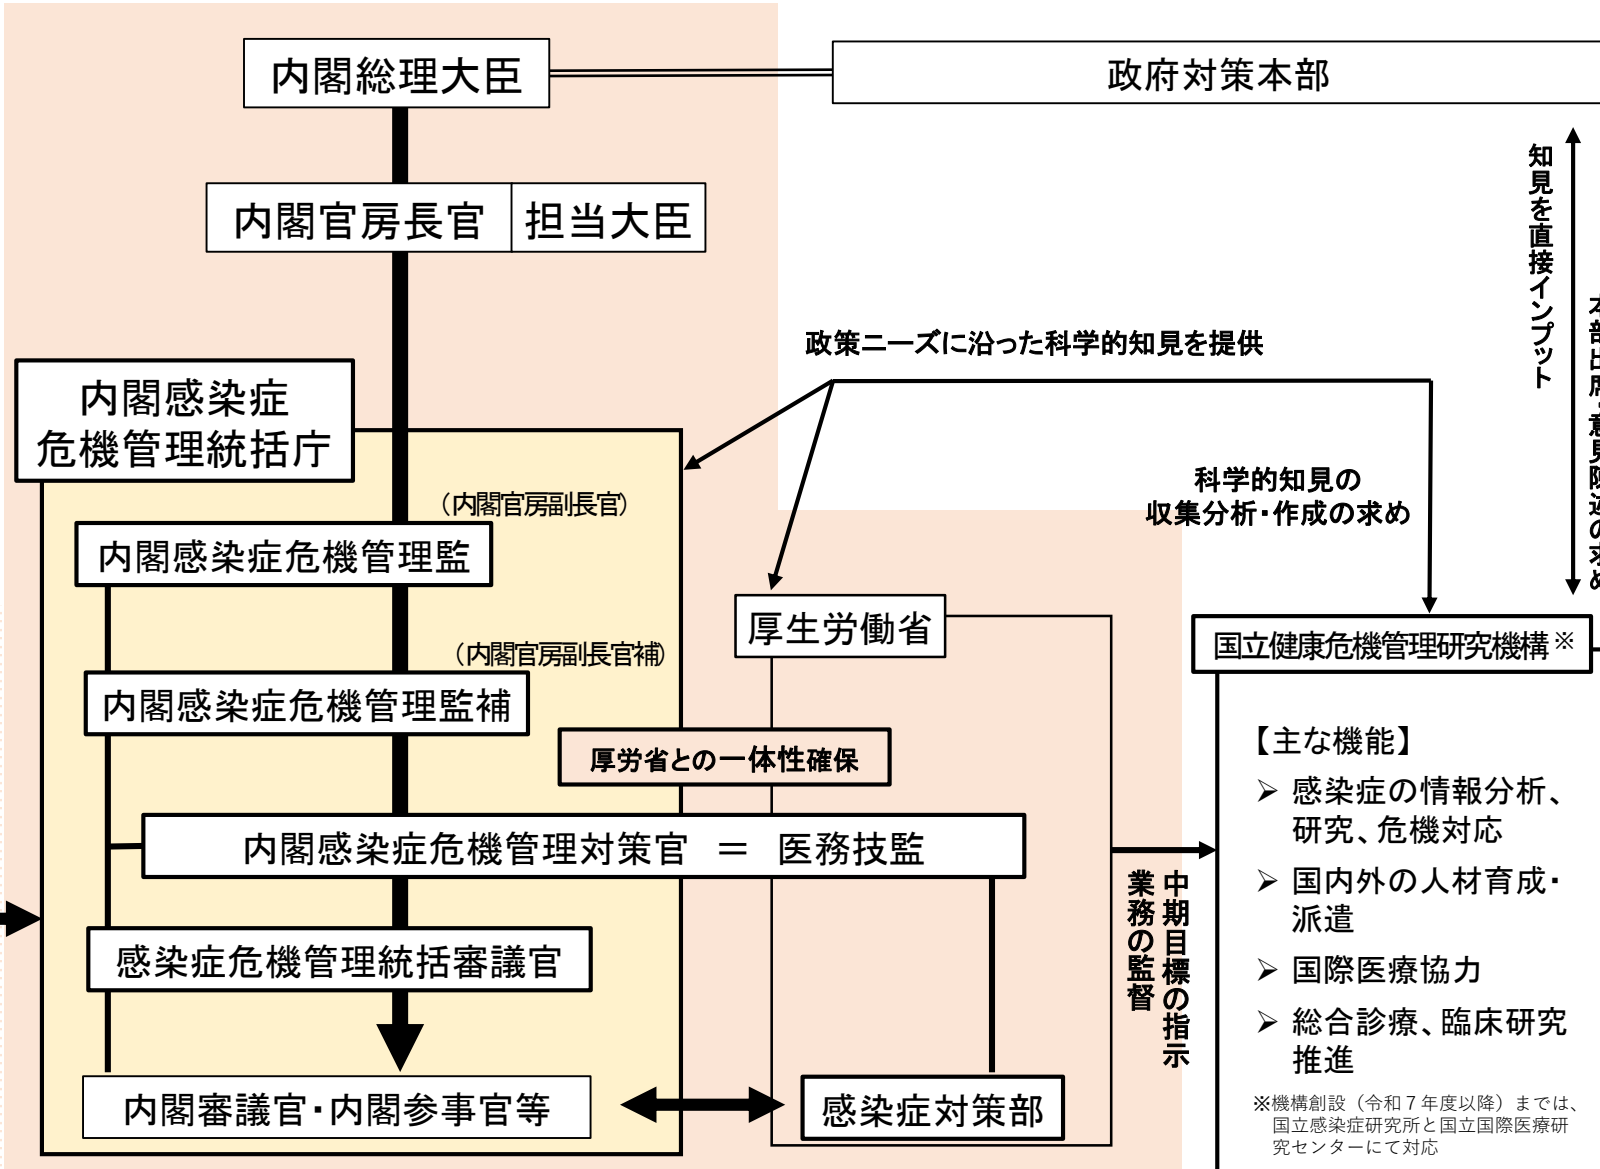 内閣総理大臣
政府対策本部
内閣官房長官
担当大臣
知見を直接インプット
本部出席・意見陳述の求め
政策ニーズに沿った科学的知見を提供
内閣感染症
危機管理統括庁
科学的知見の
収集分析・作成の求め
（内閣官房副長官）
内閣感染症危機管理監
（内閣官房副長官補）
内閣感染症危機管理監補
厚生労働省
国立健康危機管理研究機構※
厚労省との一体性確保
内閣感染症危機管理対策官 ＝ 医務技監
中期目標の指示
業務の監督
感染症危機管理統括審議官
内閣審議官・内閣参事官等
感染症対策部
【主な機能】
➢ 感染症の情報分析、
研究、危機対応
➢ 国内外の人材育成・
派遣
➢ 国際医療協力
➢ 総合診療、臨床研究
推進
※機構創設（令和７年度以降）までは、
国立感染症研究所と国立国際医療研
究センターにて対応